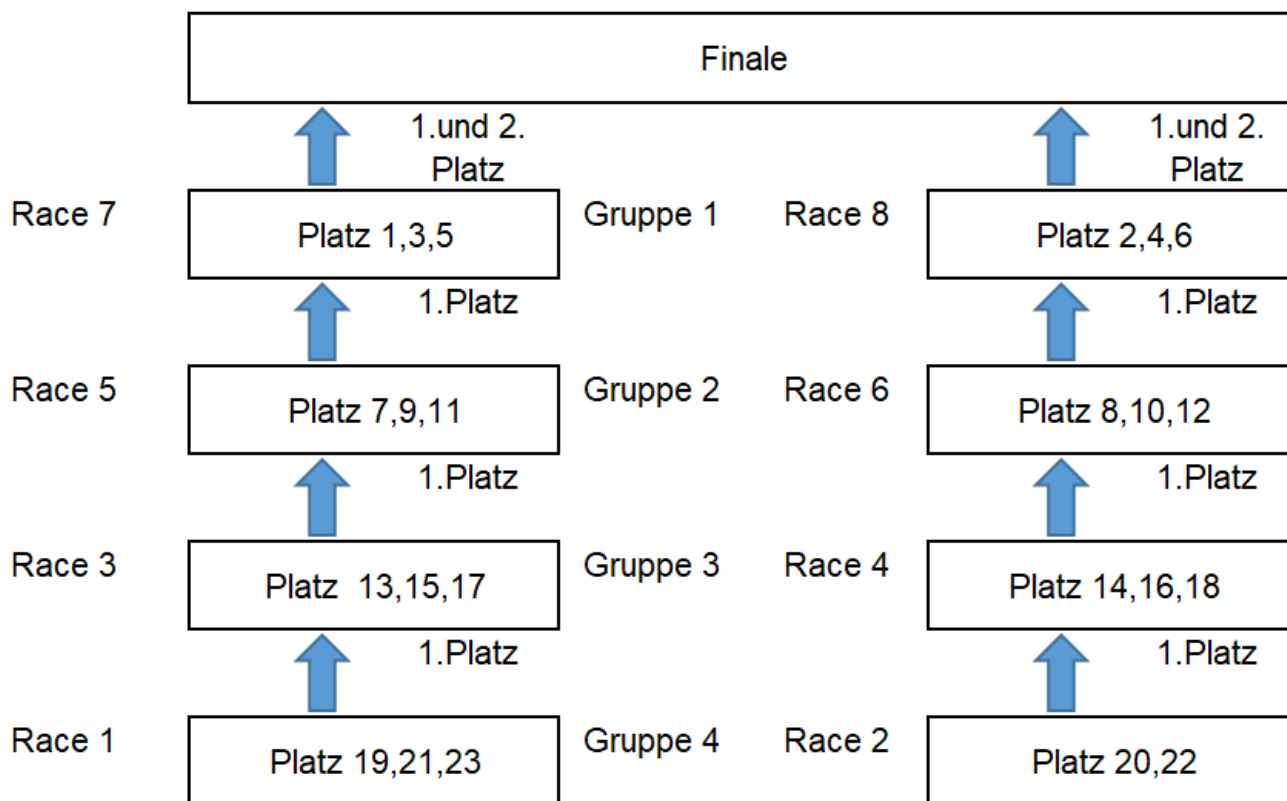 Finale
1.und 2.
Platz
1.und 2.
Platz
Race 7
Platz 1,3,5
Gruppe 1
Race 8
Platz 2,4,6
1.Platz
1.Platz
Race 5
Platz 7,9,11
Gruppe 2
Race 6
Platz 8,10,12
1.Platz
1.Platz
Race 3
Platz  13,15,17
Gruppe 3
Race 4
Platz 14,16,18
1.Platz
1.Platz
Race 1
Platz 19,21,23
Gruppe 4
Race 2
Platz 20,22